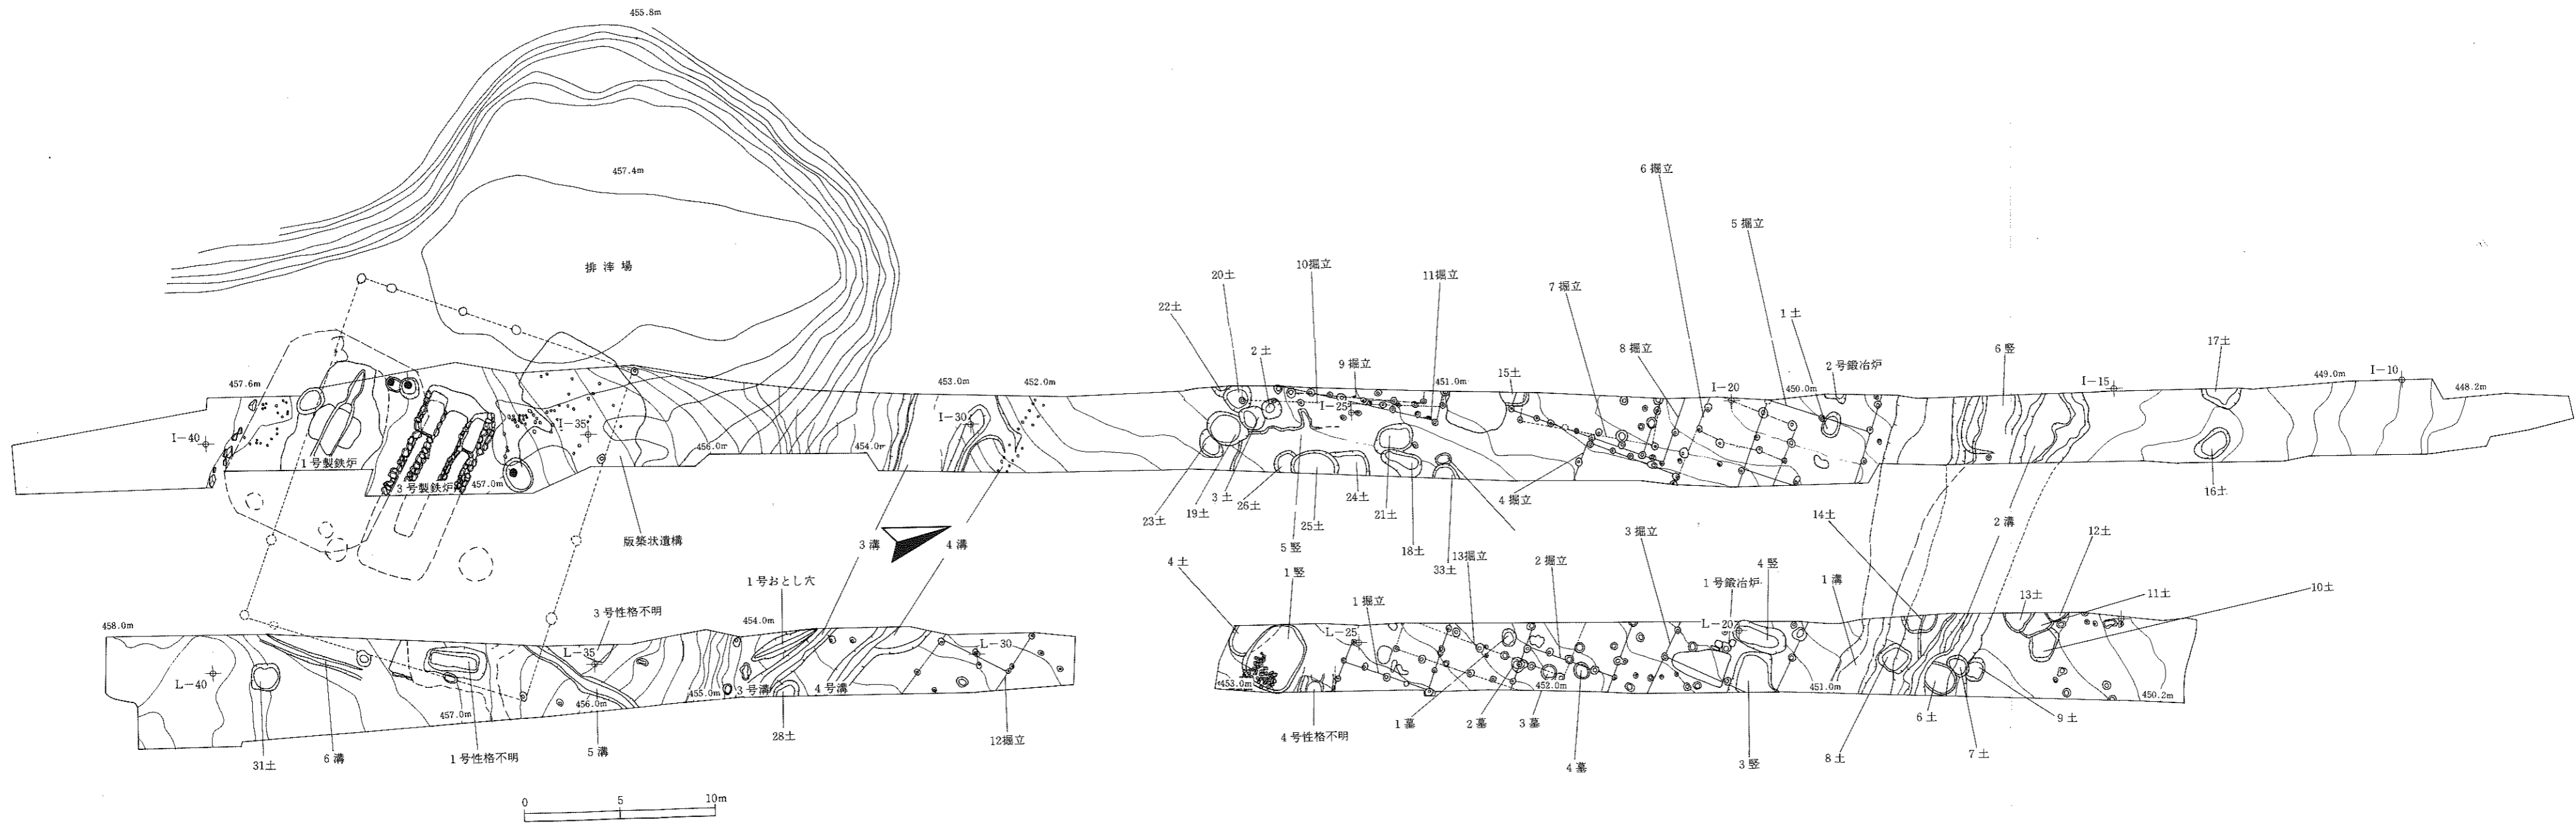 455.8m
457.4m
排滓場
6 掘立
5 掘立
20土
10掘立
11掘立
7 掘立
22土
2 土
9 掘立
8 掘立
1 土
2号鍛冶炉
6 竪
17土
I-10
457.6m
453.0m
452.0m
I-25
451.0m
15土
I-20
450.0m
I-15
449.0m
448.2m
I-40
1号製鉄炉
3号製鉄炉
457.0m
I-35
456.0m
454.0m
I-30
23土
19土
3 土
26土
5 竪
25土
24土
21土
18土
33土
4 掘立
16土
版築状遺構
3 溝
4 溝
14土
2 溝
12土
4 土
1 竪
13掘立
2 掘立
3 掘立
1号鍛冶炉
4 竪
1 溝
13土
11土
10土
1号おとし穴
3 号性格不明
454.0m
1 掘立
458.0m
L-40
L-35
L-30
L-25
L-20
453.0m
452.0m
451.0m
450.2m
457.0m
456.0m
455.0m
3号溝
4号溝
31土
6 溝
1 号性格不明
5 溝
28土
12掘立
4 号性格不明
1 墓
2 墓
3 墓
4 墓
3 竪
8 土
6 土
7 土
9 土
0 5 10m